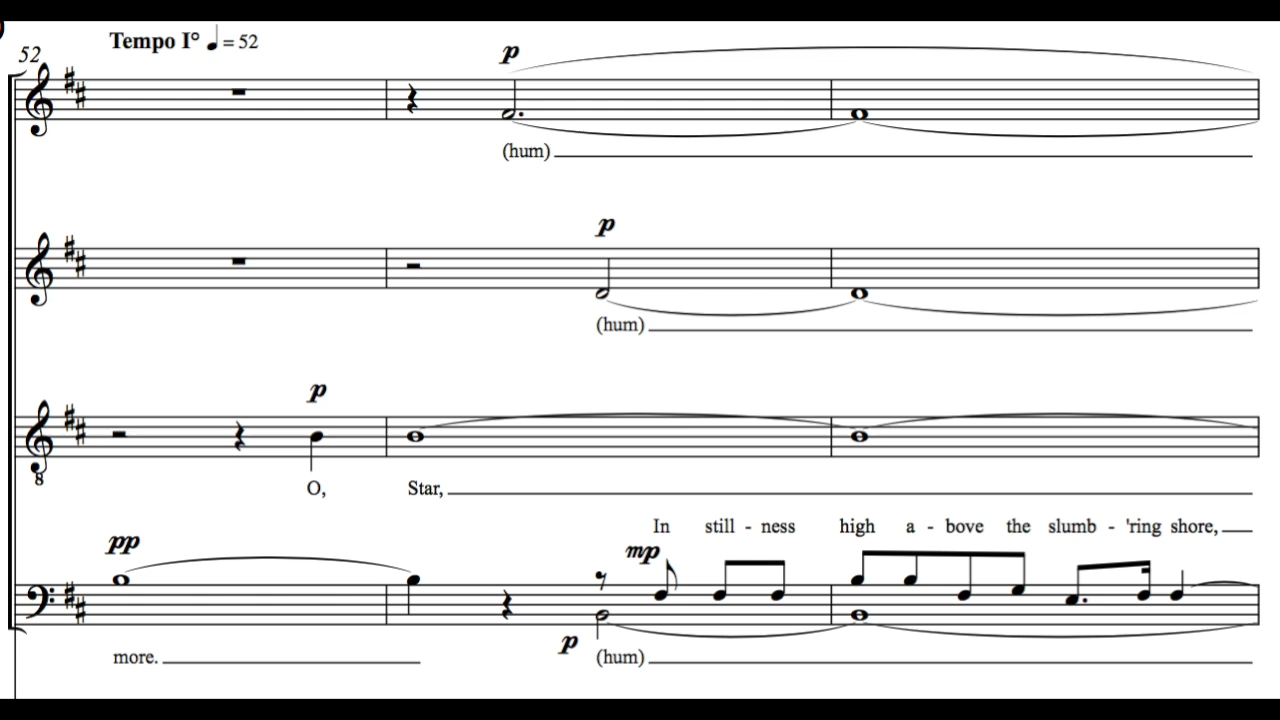 Tempo I° ♩ = 52
52
p
(hum)
p
(hum)
p
8
O, Star,
In still - ness high a - bove the slumb - 'ring shore,
pp
mp
p
more. (hum)